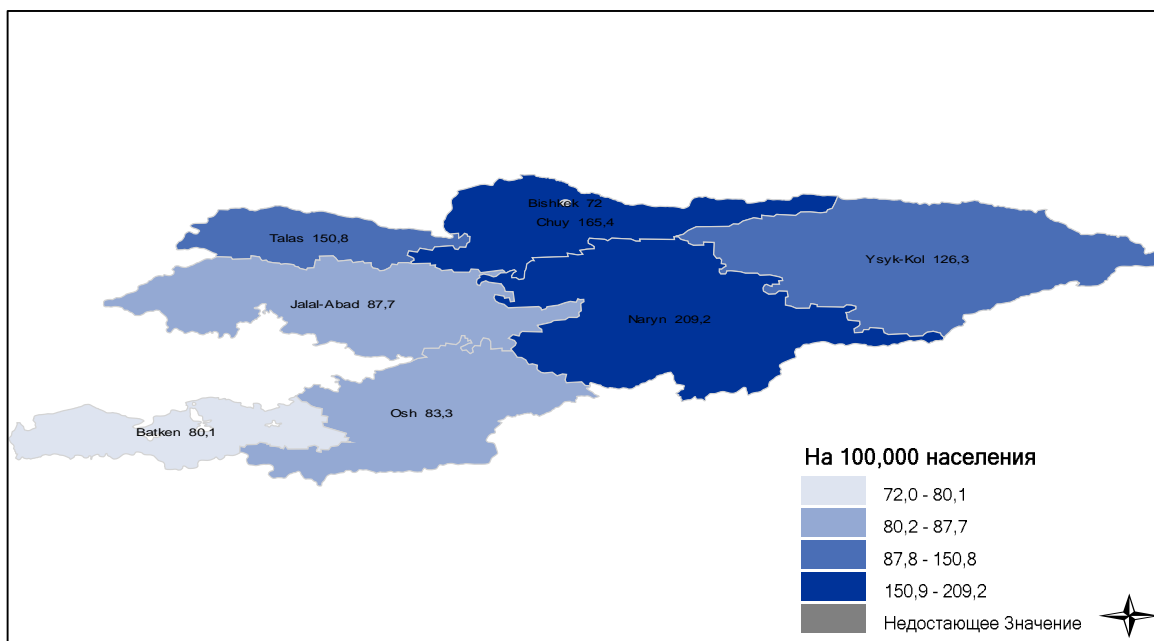 Bishkek 72
Chuy 165,4
Talas 150,8
Ysyk-Kol 126,3
Jalal-Abad 87,7
Naryn 209,2
Osh 83,3
Batken 80,1
На 100,000 населения
72,0 - 80,1
80,2 - 87,7
87,8 - 150,8
150,9 - 209,2
Недостающее Значение